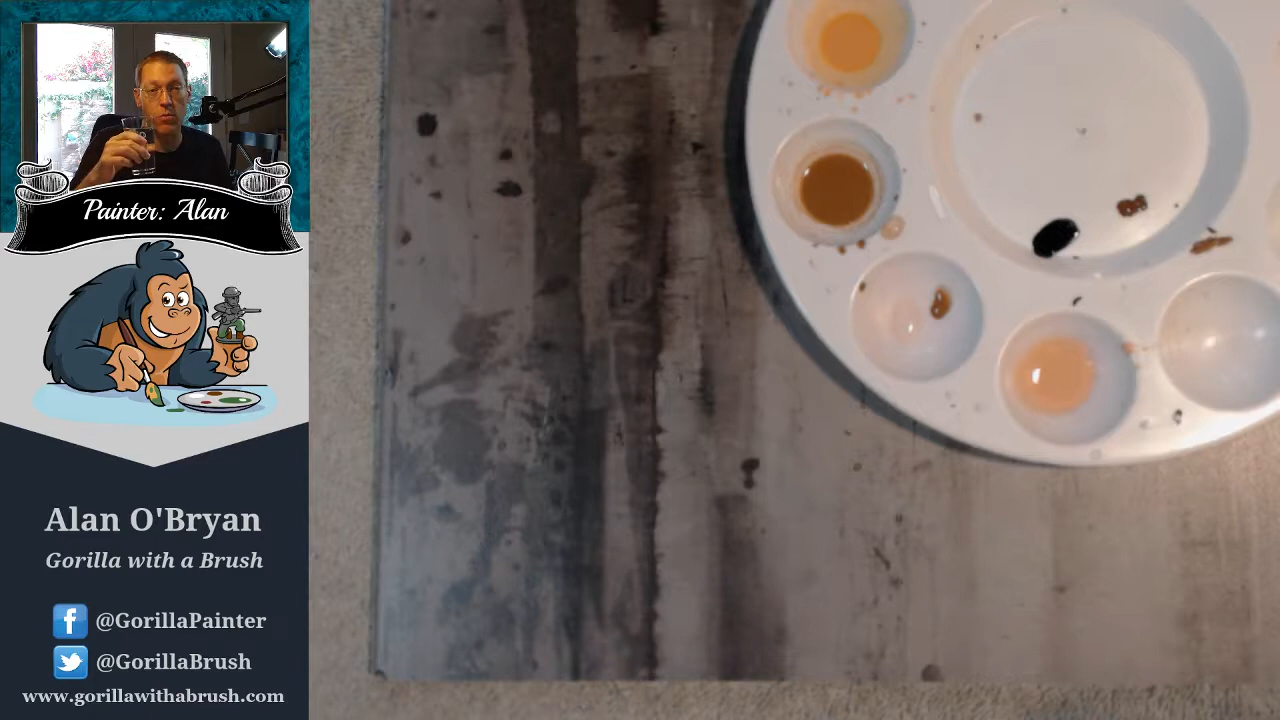 Painter: Alan
Alan O'Bryan
Gorilla with a Brush
@GorillaPainter
@GorillaBrush
www.gorillawithabrush.com